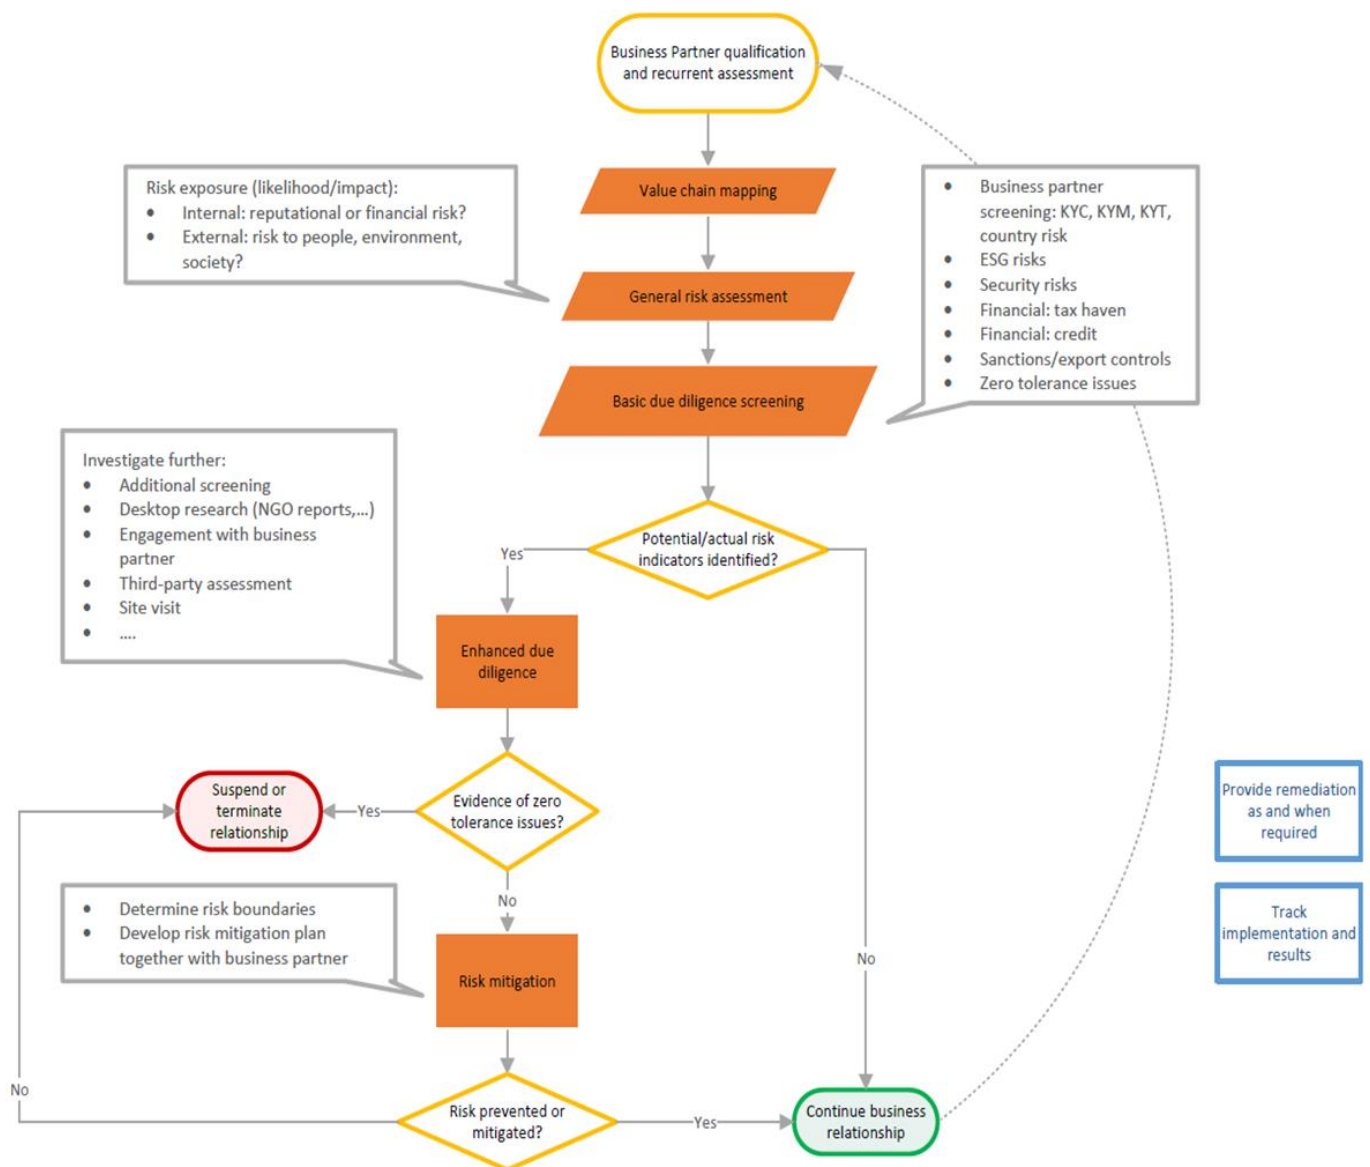 Business Partner qualification
and recurrent assessment
Value chain mapping
Risk exposure (likelihood/impact):
• Internal: reputational or financial risk?
• External: risk to people, environment,
society?
General risk assessment
• Business partner
screening: KYC, KYM, KYT,
country risk
• ESG risks
• Security risks
• Financial: tax haven
• Financial: credit
• Sanctions/export controls
• Zero tolerance issues
Basic due diligence screening
Investigate further:
• Additional screening
• Desktop research (NGO reports,...)
• Engagement with business
partner
• Third-party assessment
• Site visit
• ....
Potential/actual risk
indicators identified?
Yes
Enhanced due
diligence
Suspend or
terminate
relationship
Yes
Evidence of zero
tolerance issues?
Provide remediation
as and when
required
No
• Determine risk boundaries
• Develop risk mitigation plan
together with business partner
Risk mitigation
No
Track
implementation and
results
No
Risk prevented or
mitigated?
Yes
Continue business
relationship